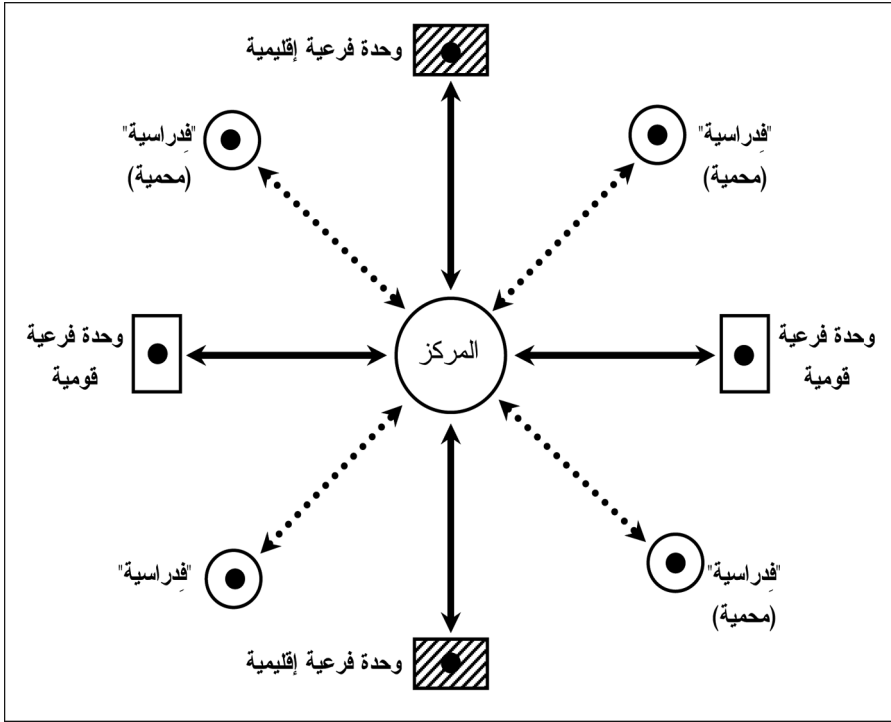 وحدة فرعية إقليمية
"فِدراسية"
(محمية)
"فِدراسية"
(محمية)
وحدة فرعية
قومية
المركز
وحدة فرعية
قومية
"فِدراسية"
(محمية)
"فِدراسية"
وحدة فرعية إقليمية